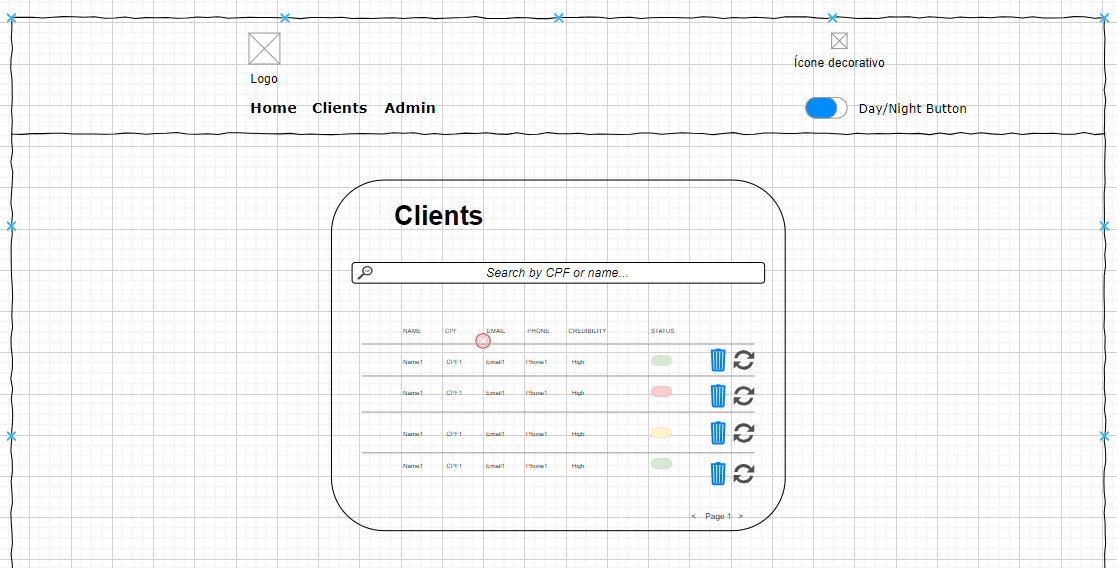 Logo
Ícone decorativo
Home Clients Admin
Day/Night Button
Clients
Search by CPF or name...
NAME CPF EMAIL PHONE CREDIBILITY STATUS
Name1 CPF1 Email1 Phone1 High
Name1 CPF1 Email1 Phone1 High
Name1 CPF1 Email1 Phone1 High
Name1 CPF1 Email1 Phone1 High
< Page 1 >